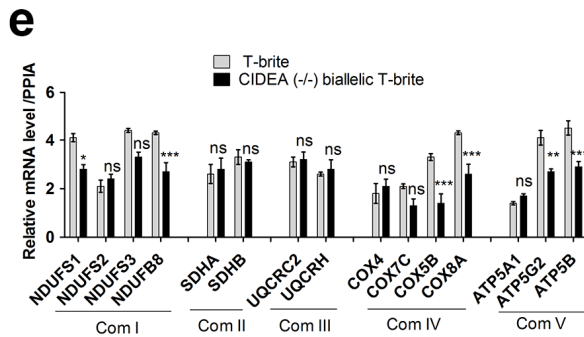 e
T-brite
CIDEA (-/-) biallelic T-brite
Relative mRNA level /PPIA
6
4
2
0
* ns ns ***
ns ns
ns ns
ns ns *** ***
ns ** ***
NDUFS1 NDUFS2 NDUFS3 NDUFB8 SDHA SDHB UQCRC2 UQCRH COX4 COX7C COX5B COX8A ATP5A1 ATP5G2 ATP5B
Com I Com II Com III Com IV Com V